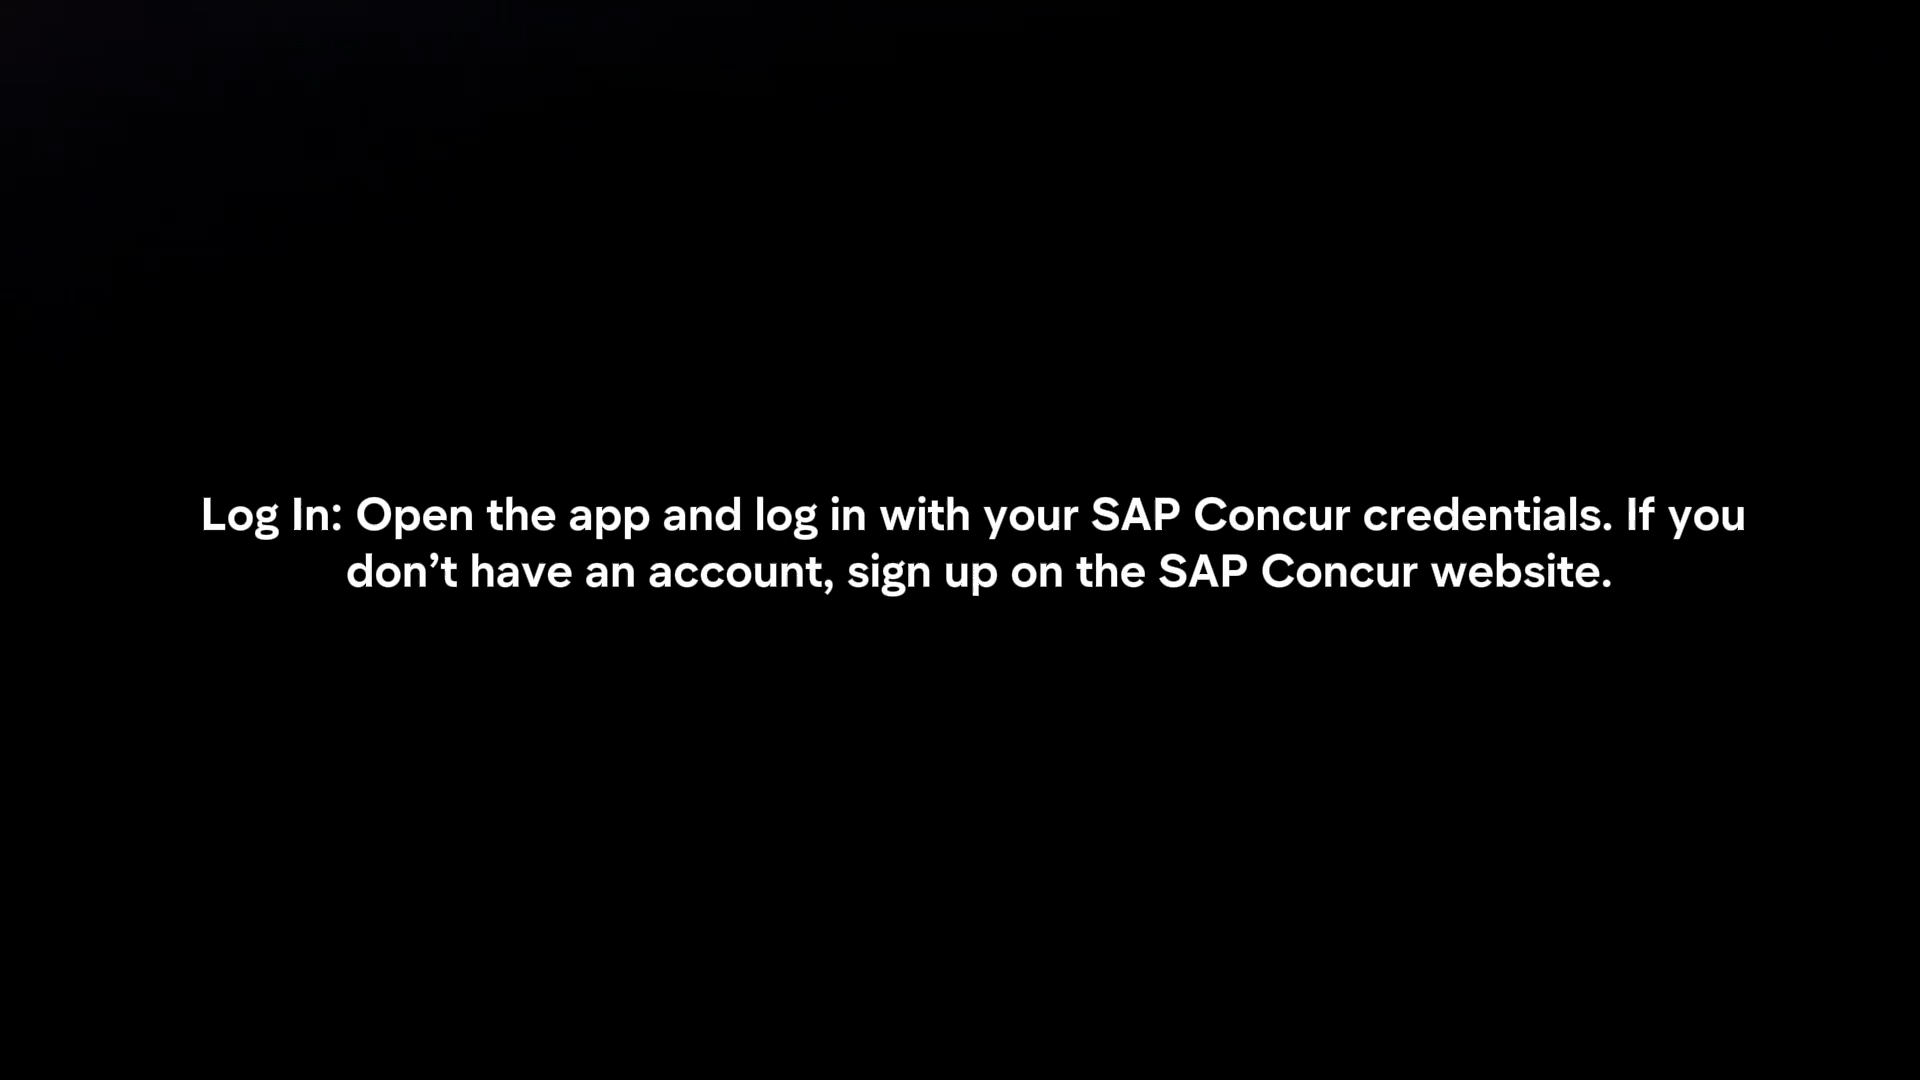 Log In: Open the app and log in with your SAP Concur credentials. If you
don’t have an account, sign up on the SAP Concur website.